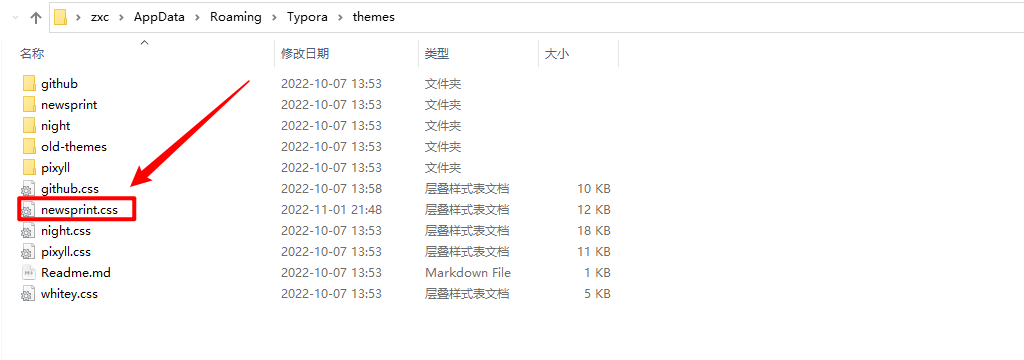 zxc > AppData > Roaming > Typora > themes
名称 修改日期 类型 大小
github 2022-10-07 13:53 文件夹
newsprint 2022-10-07 13:53 文件夹
night 2022-10-07 13:53 文件夹
old-themes 2022-10-07 13:53 文件夹
pixyll 2022-10-07 13:53 文件夹
github.css 2022-10-07 13:58 层叠样式表文档 10 KB
newsprint.css 2022-11-01 21:48 层叠样式表文档 12 KB
night.css 2022-10-07 13:53 层叠样式表文档 18 KB
pixyll.css 2022-10-07 13:53 层叠样式表文档 11 KB
Readme.md 2022-10-07 13:53 Markdown File 1 KB
whitey.css 2022-10-07 13:53 层叠样式表文档 5 KB